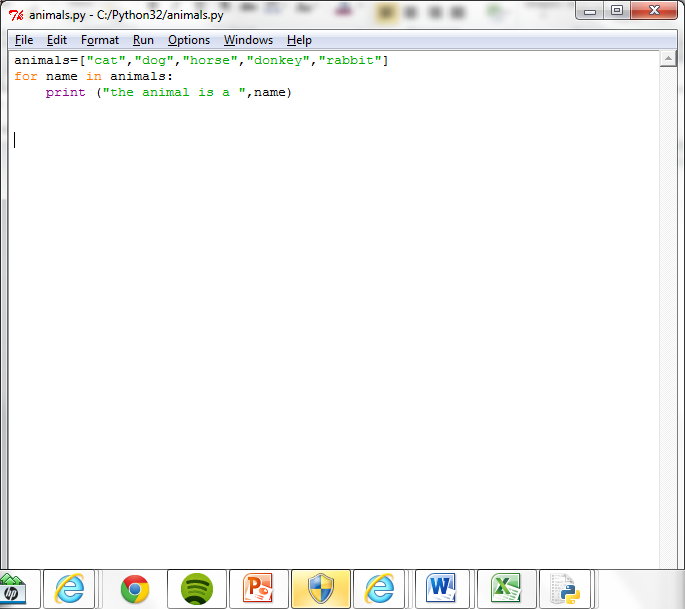 animals.py - C:/Python32/animals.py
File Edit Format Run Options Windows Help
animals=["cat","dog","horse","donkey","rabbit"]
for name in animals:
    print ("the animal is a ",name)
hp